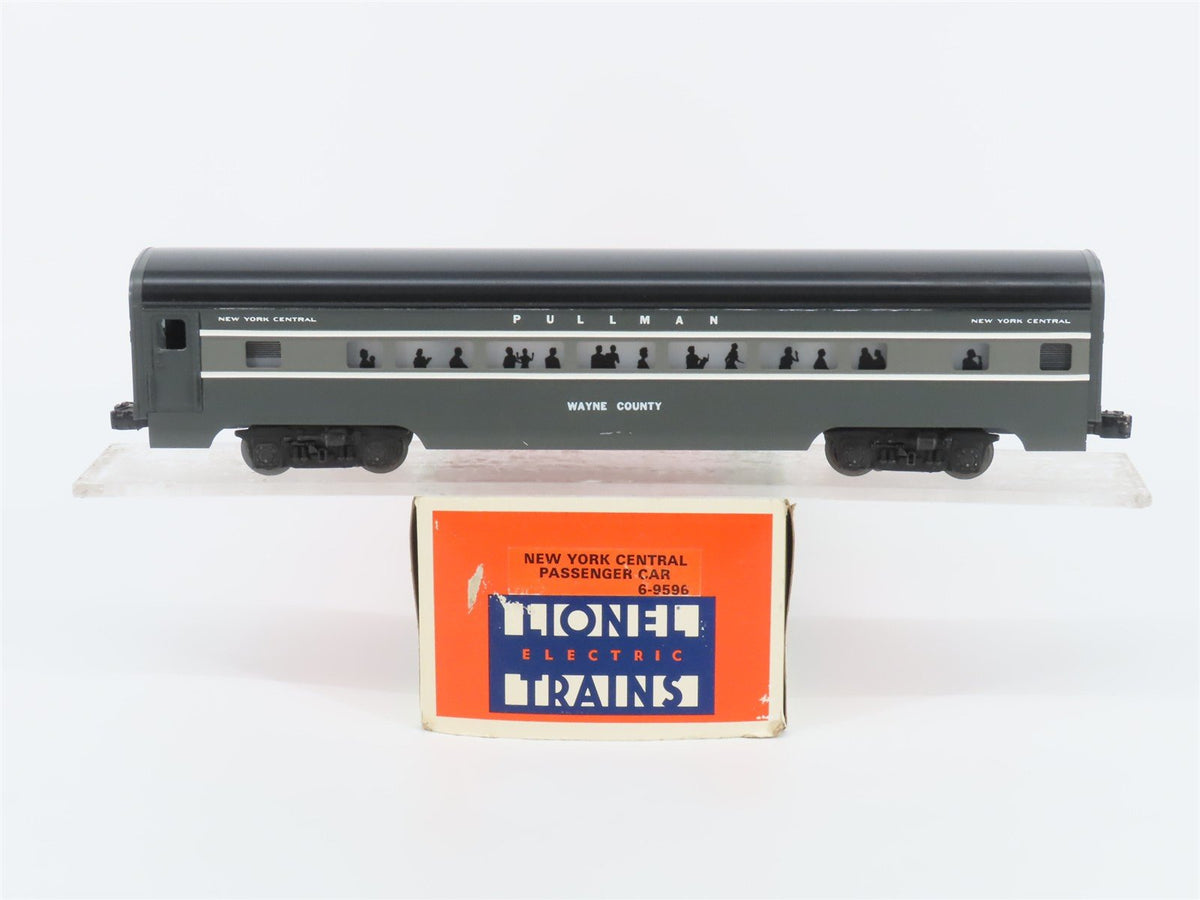 NEW YORK CENTRAL
PULLMAN
NEW YORK CENTRAL
WAYNE COUNTY
NEW YORK CENTRAL
PASSENGER CAR
6-9596
LIONEL
ELECTRIC
TRAINS